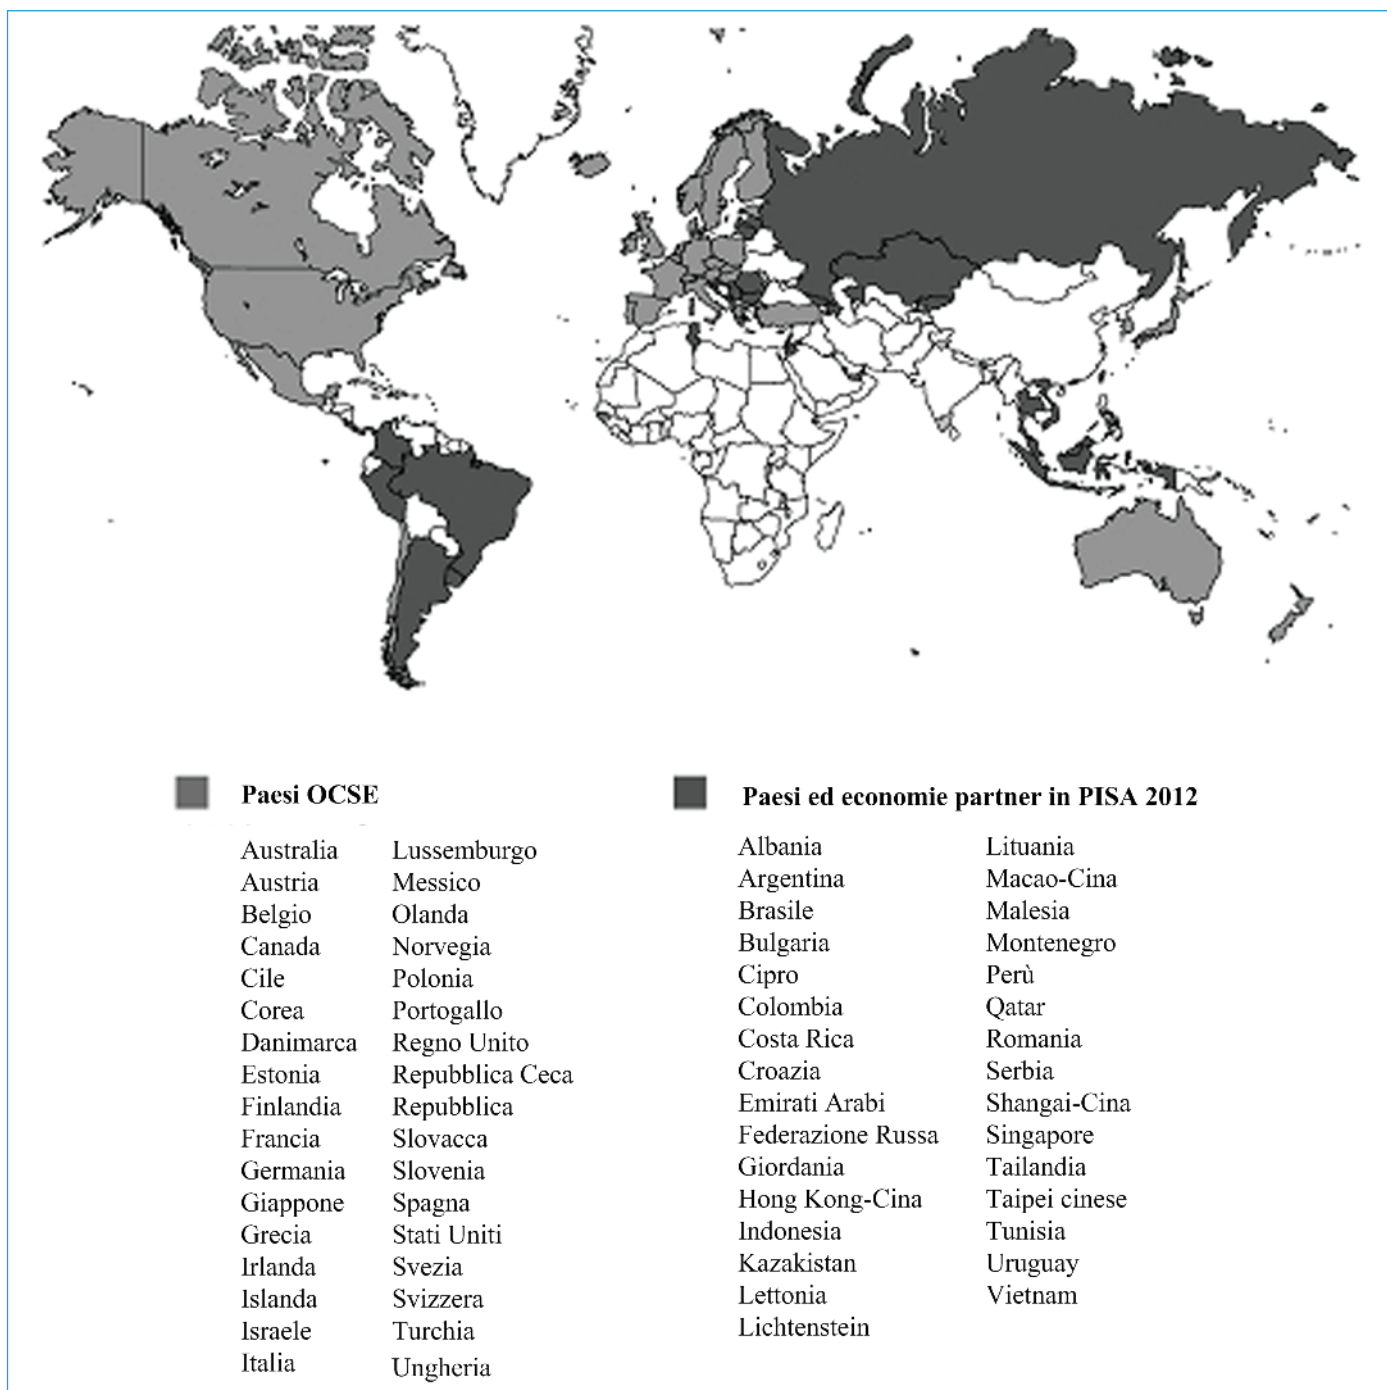 Paesi OCSE
Australia
Austria
Belgio
Canada
Cile
Corea
Danimarca
Estonia
Finlandia
Francia
Germania
Giappone
Grecia
Irlanda
Islanda
Israele
Italia
Lussemburgo
Messico
Olanda
Norvegia
Polonia
Portogallo
Regno Unito
Repubblica Ceca
Repubblica
Slovacca
Slovenia
Spagna
Stati Uniti
Svezia
Svizzera
Turchia
Ungheria
Paesi ed economie partner in PISA 2012
Albania
Argentina
Brasile
Bulgaria
Cipro
Colombia
Costa Rica
Croazia
Emirati Arabi
Federazione Russa
Giordania
Hong Kong-Cina
Indonesia
Kazakistan
Lettonia
Lichtenstein
Lituania
Macao-Cina
Malesia
Montenegro
Perù
Qatar
Romania
Serbia
Shangai-Cina
Singapore
Tailandia
Taipei cinese
Tunisia
Uruguay
Vietnam